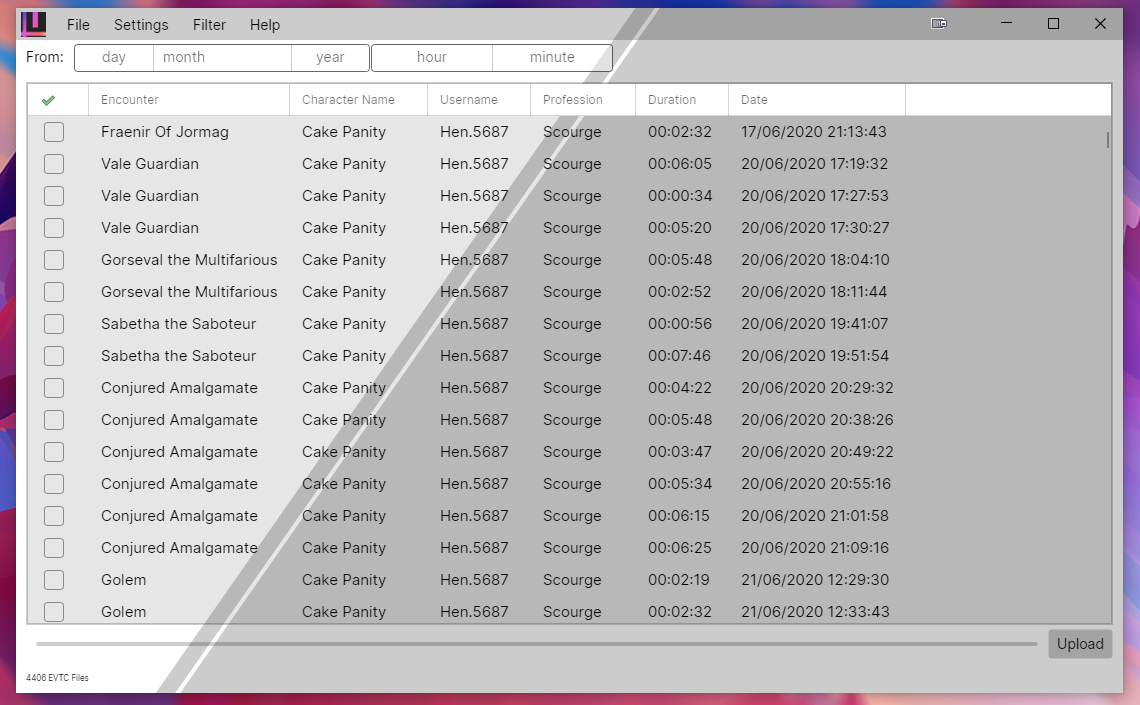 File Settings Filter Help
From: day month year hour minute
Encounter Character Name Username Profession Duration Date
Fraenir Of Jormag Cake Panity Hen.5687 Scourge 00:02:32 17/06/2020 21:13:43
Vale Guardian Cake Panity Hen.5687 Scourge 00:06:05 20/06/2020 17:19:32
Vale Guardian Cake Panity Hen.5687 Scourge 00:00:34 20/06/2020 17:27:53
Vale Guardian Cake Panity Hen.5687 Scourge 00:05:20 20/06/2020 17:30:27
Gorseval the Multifarious Cake Panity Hen.5687 Scourge 00:05:48 20/06/2020 18:04:10
Gorseval the Multifarious Cake Panity Hen.5687 Scourge 00:02:52 20/06/2020 18:11:44
Sabetha the Saboteur Cake Panity Hen.5687 Scourge 00:00:56 20/06/2020 19:41:07
Sabetha the Saboteur Cake Panity Hen.5687 Scourge 00:07:46 20/06/2020 19:51:54
Conjured Amalgamate Cake Panity Hen.5687 Scourge 00:04:22 20/06/2020 20:29:32
Conjured Amalgamate Cake Panity Hen.5687 Scourge 00:05:48 20/06/2020 20:38:26
Conjured Amalgamate Cake Panity Hen.5687 Scourge 00:03:47 20/06/2020 20:49:22
Conjured Amalgamate Cake Panity Hen.5687 Scourge 00:05:34 20/06/2020 20:55:16
Conjured Amalgamate Cake Panity Hen.5687 Scourge 00:06:15 20/06/2020 21:01:58
Conjured Amalgamate Cake Panity Hen.5687 Scourge 00:06:25 20/06/2020 21:09:16
Golem Cake Panity Hen.5687 Scourge 00:02:19 21/06/2020 12:29:30
Golem Cake Panity Hen.5687 Scourge 00:02:32 21/06/2020 12:33:43
Upload
4406 EVTC Files